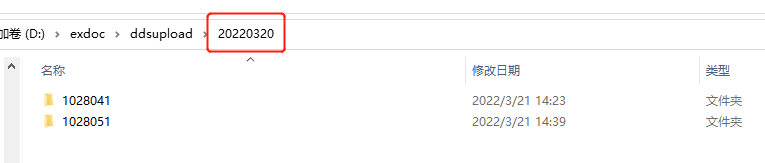 加卷 (D:) › exdoc › ddsupload › 20220320
名称 修改日期 类型
1028041 2022/3/21 14:23 文件夹
1028051 2022/3/21 14:39 文件夹